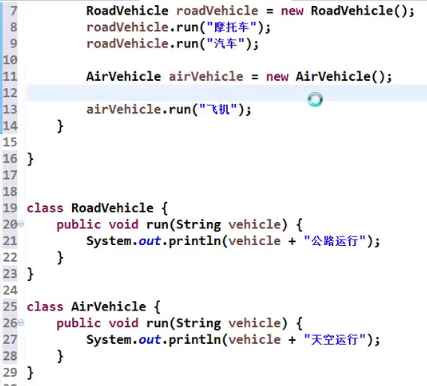 7 RoadVehicle roadVehicle = new RoadVehicle();
8 roadVehicle.run("摩托车");
9 roadVehicle.run("汽车");
10
11 AirVehicle airVehicle = new AirVehicle();
12
13 airVehicle.run("飞机");
14 }
15
16 }
17
18
19 class RoadVehicle {
20 public void run(String vehicle) {
21 System.out.println(vehicle + "公路运行");
22 }
23 }
24
25 class AirVehicle {
26 public void run(String vehicle) {
27 System.out.println(vehicle + "天空运行");
28 }
29 }